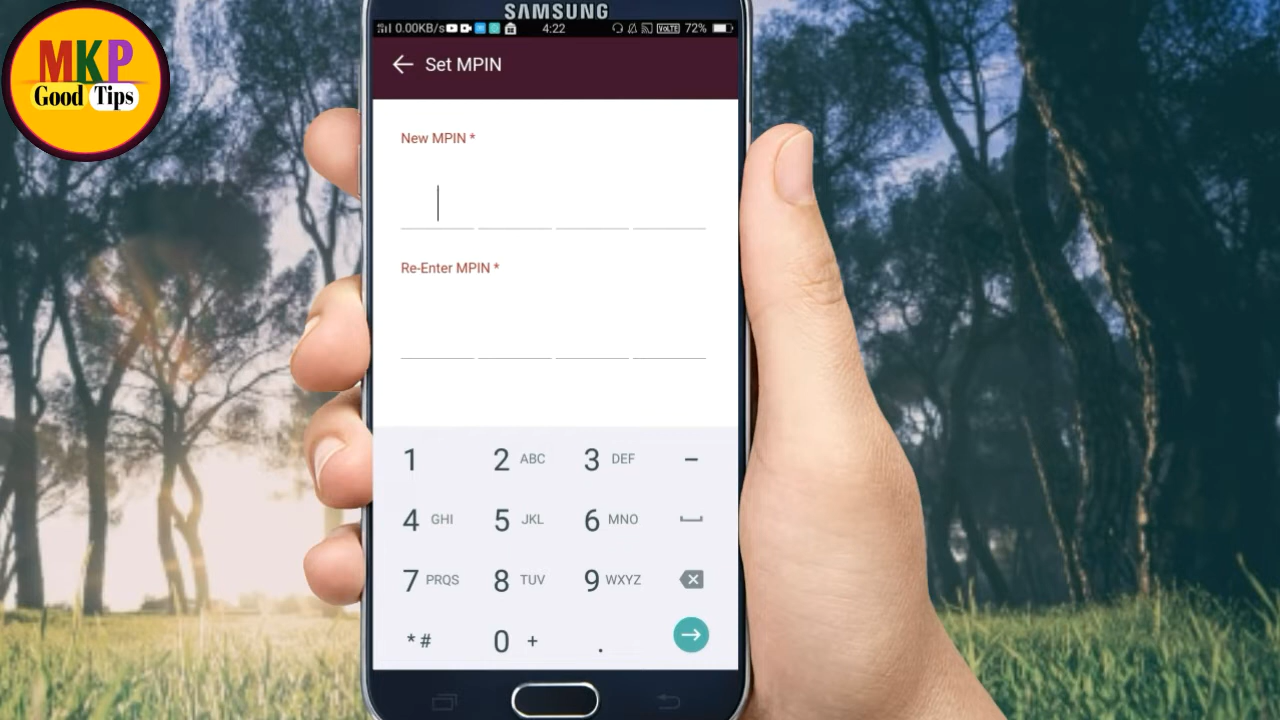 MKP
Good Tips
SAMSUNG
0.00KB/s 4:22 VOLTE 72%
Set MPIN
New MPIN *
Re-Enter MPIN *
1 2 ABC 3 DEF -
4 GHI 5 JKL 6 MNO
7 PRQS 8 TUV 9 WXYZ
* # 0 + .